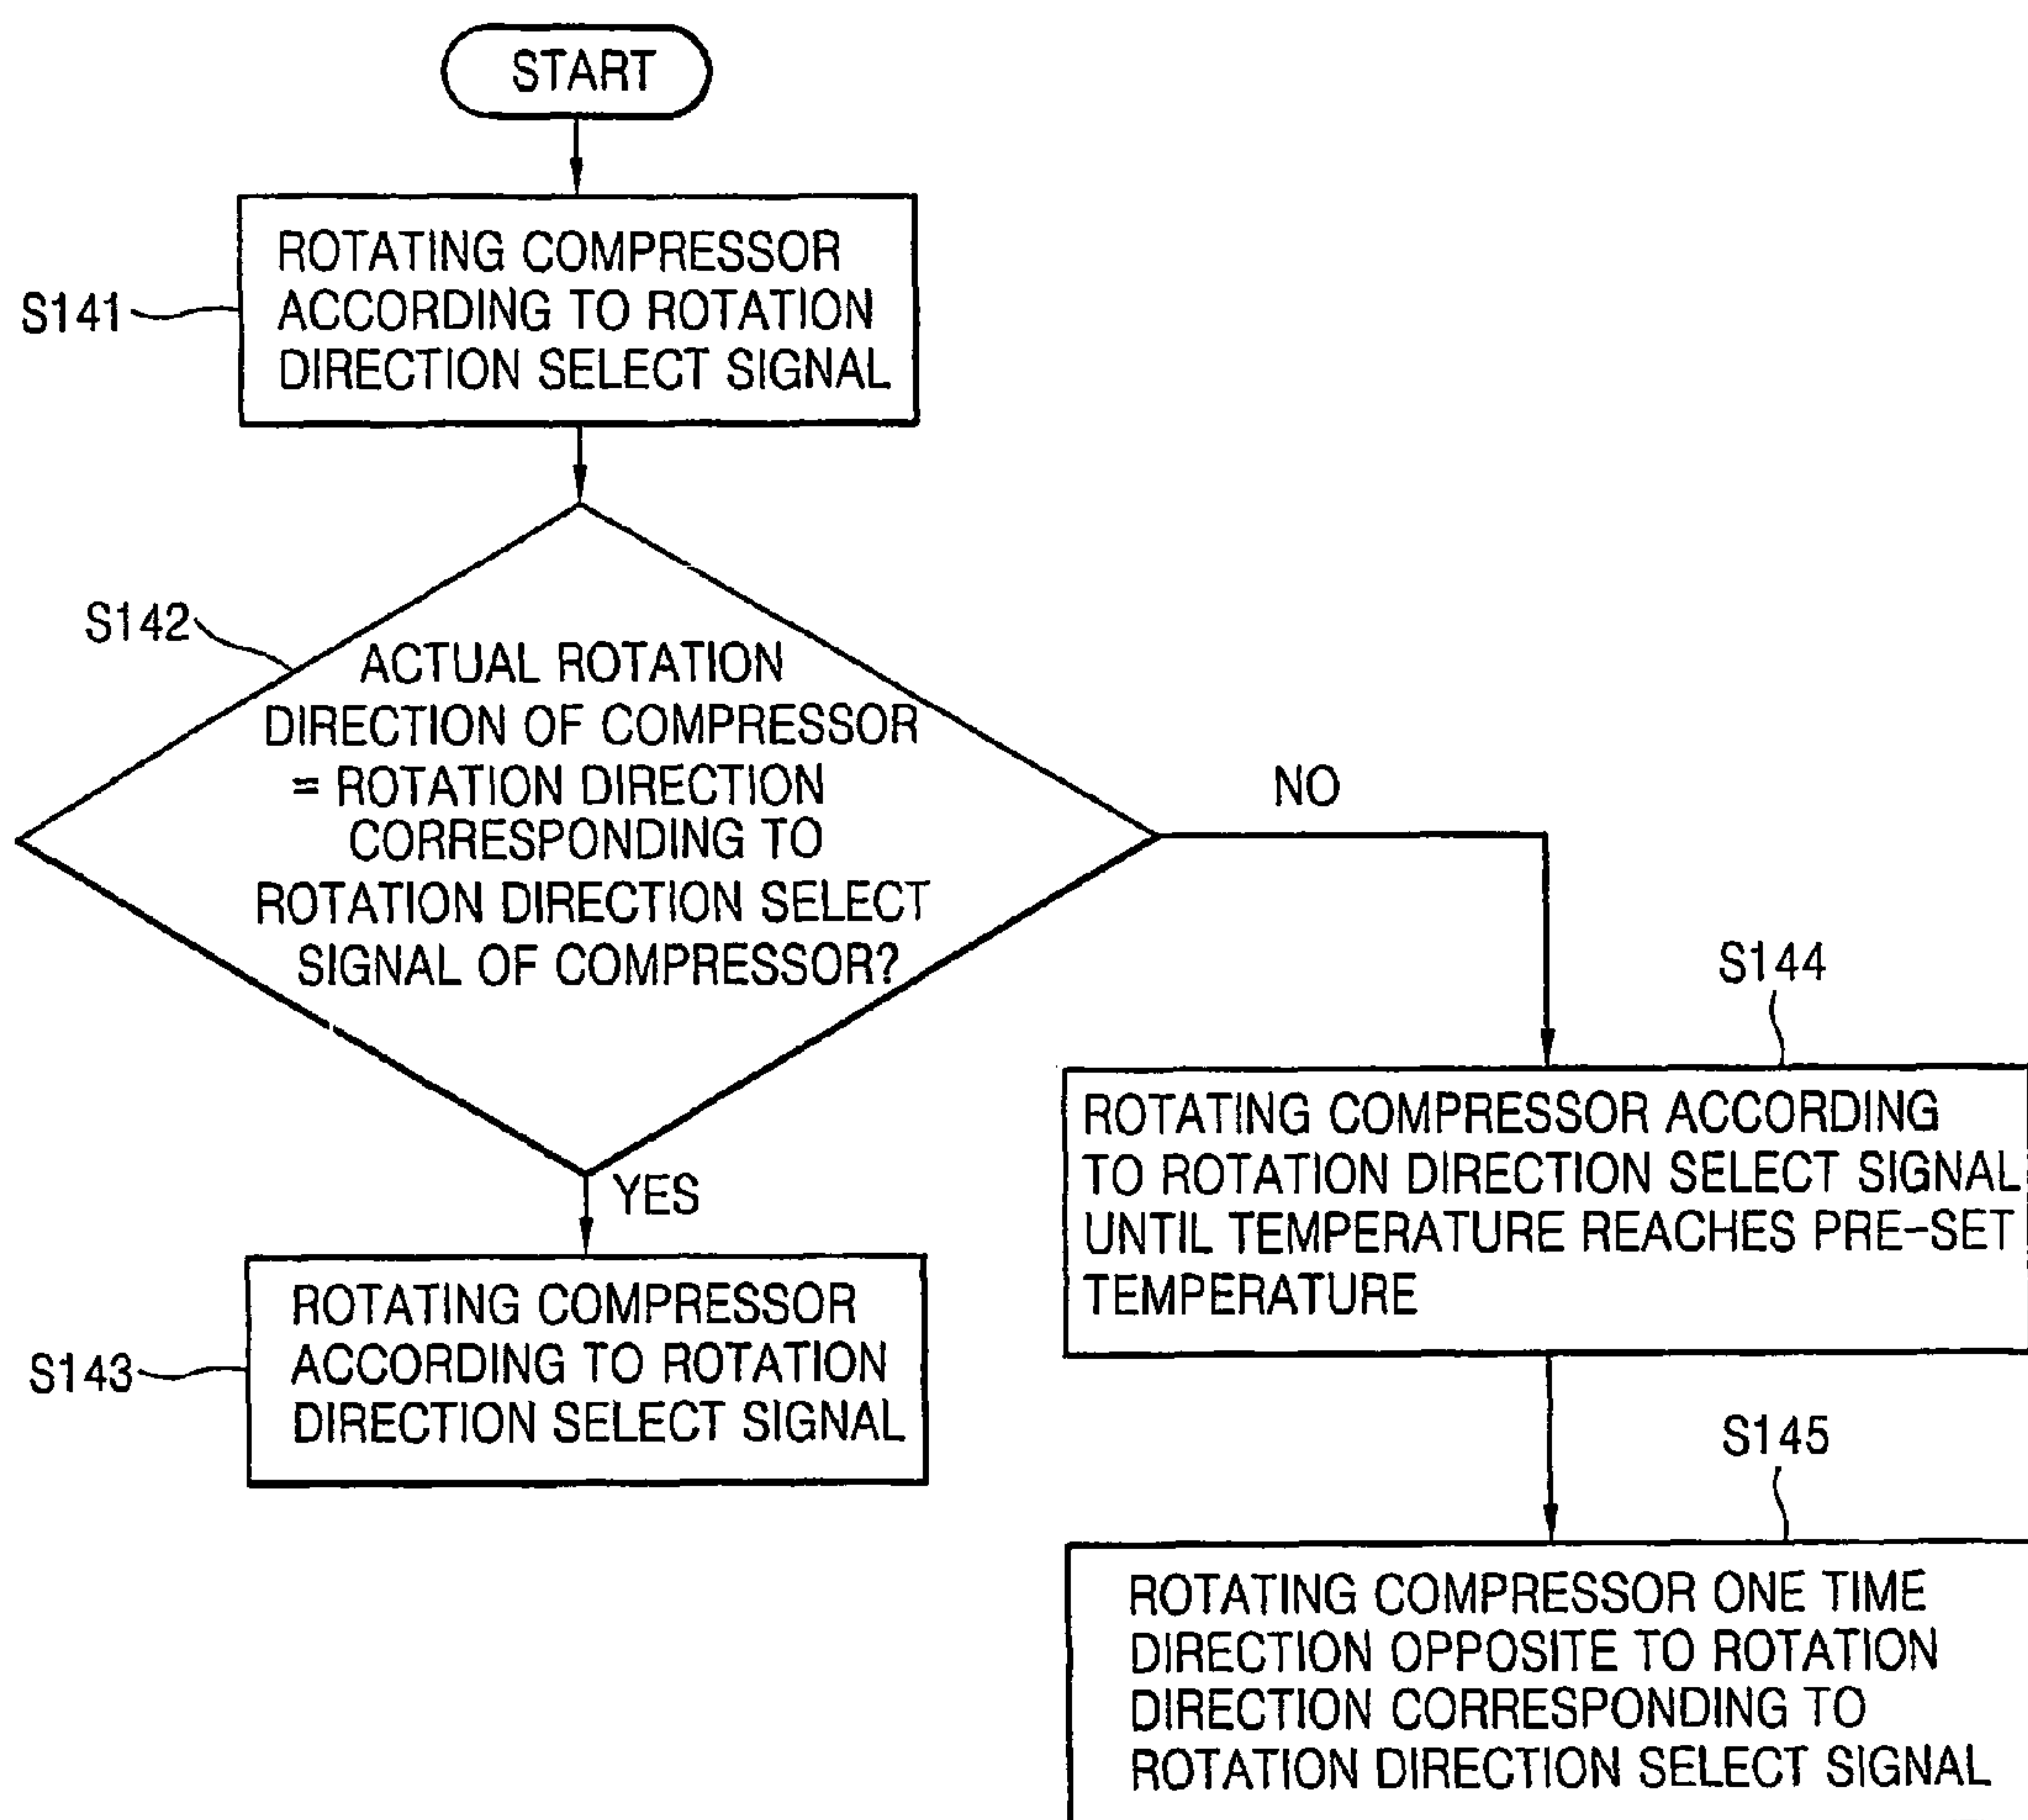 START
S141
ROTATING COMPRESSOR
ACCORDING TO ROTATION
DIRECTION SELECT SIGNAL
S142
ACTUAL ROTATION
DIRECTION OF COMPRESSOR
= ROTATION DIRECTION
CORRESPONDING TO
ROTATION DIRECTION SELECT
SIGNAL OF COMPRESSOR?
NO
YES
S143
ROTATING COMPRESSOR
ACCORDING TO ROTATION
DIRECTION SELECT SIGNAL
S144
ROTATING COMPRESSOR ACCORDING
TO ROTATION DIRECTION SELECT SIGNAL
UNTIL TEMPERATURE REACHES PRE-SET
TEMPERATURE
S145
ROTATING COMPRESSOR ONE TIME
DIRECTION OPPOSITE TO ROTATION
DIRECTION CORRESPONDING TO
ROTATION DIRECTION SELECT SIGNAL